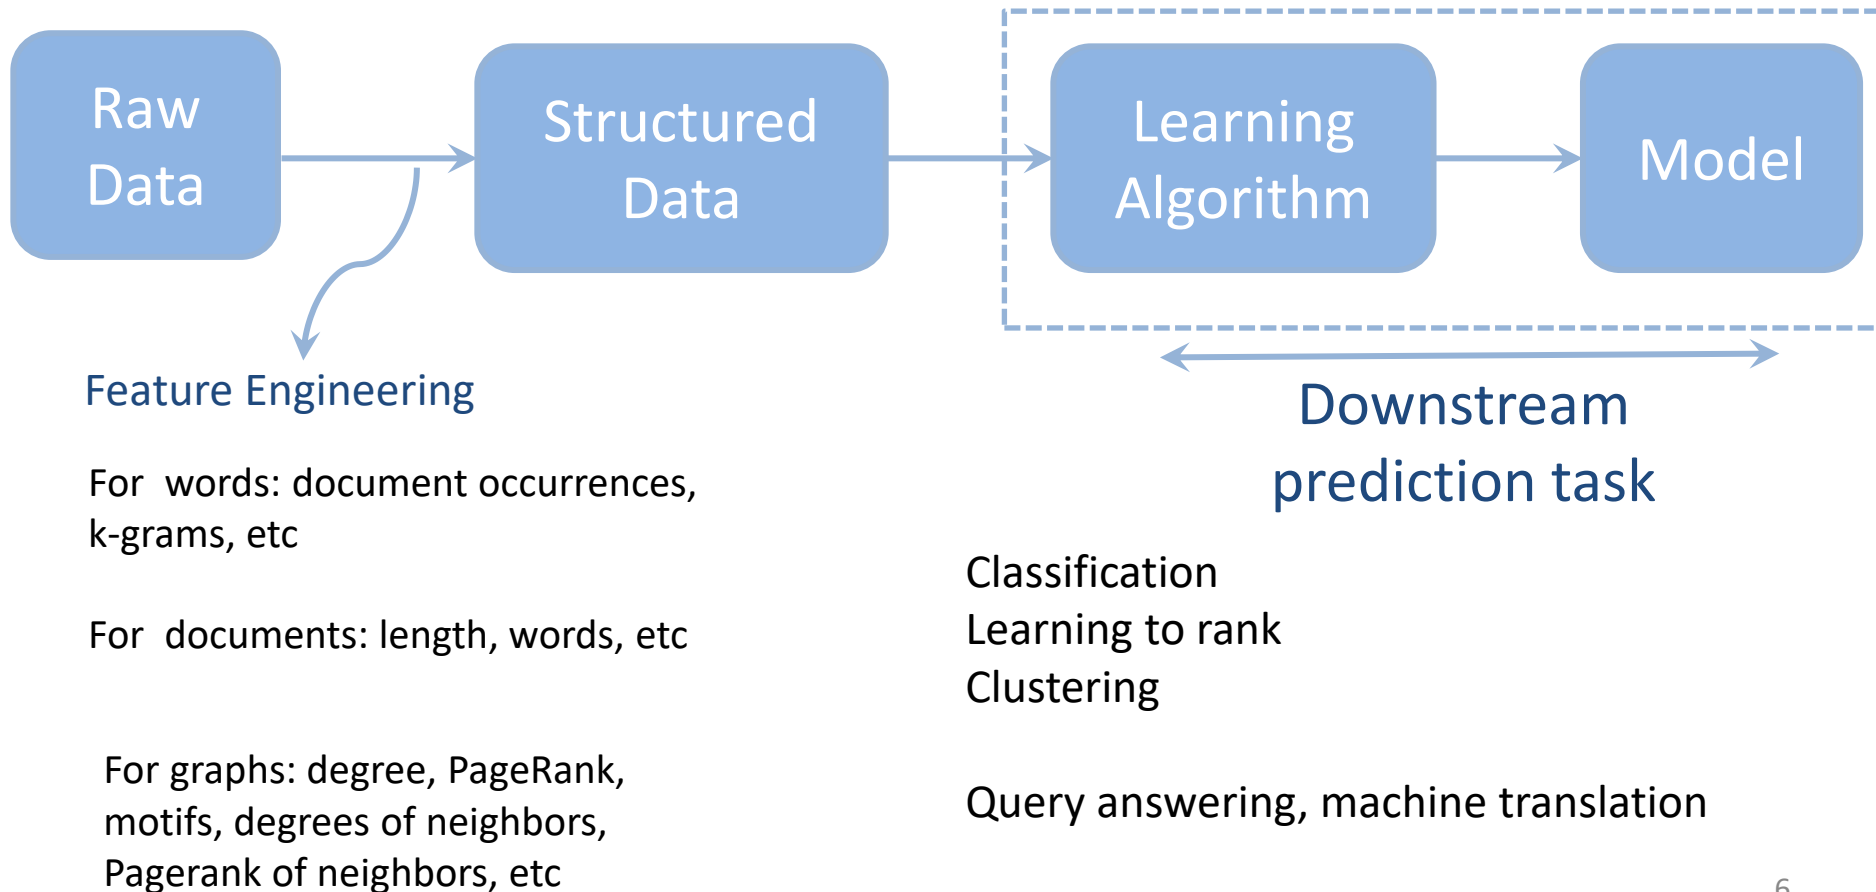 Raw
Data
Structured
Data
Learning
Algorithm
Model
Feature Engineering
For  words: document occurrences,
k-grams, etc
For  documents: length, words, etc
For graphs: degree, PageRank,
motifs, degrees of neighbors,
Pagerank of neighbors, etc
Downstream
prediction task
Classification
Learning to rank
Clustering
Query answering, machine translation
6